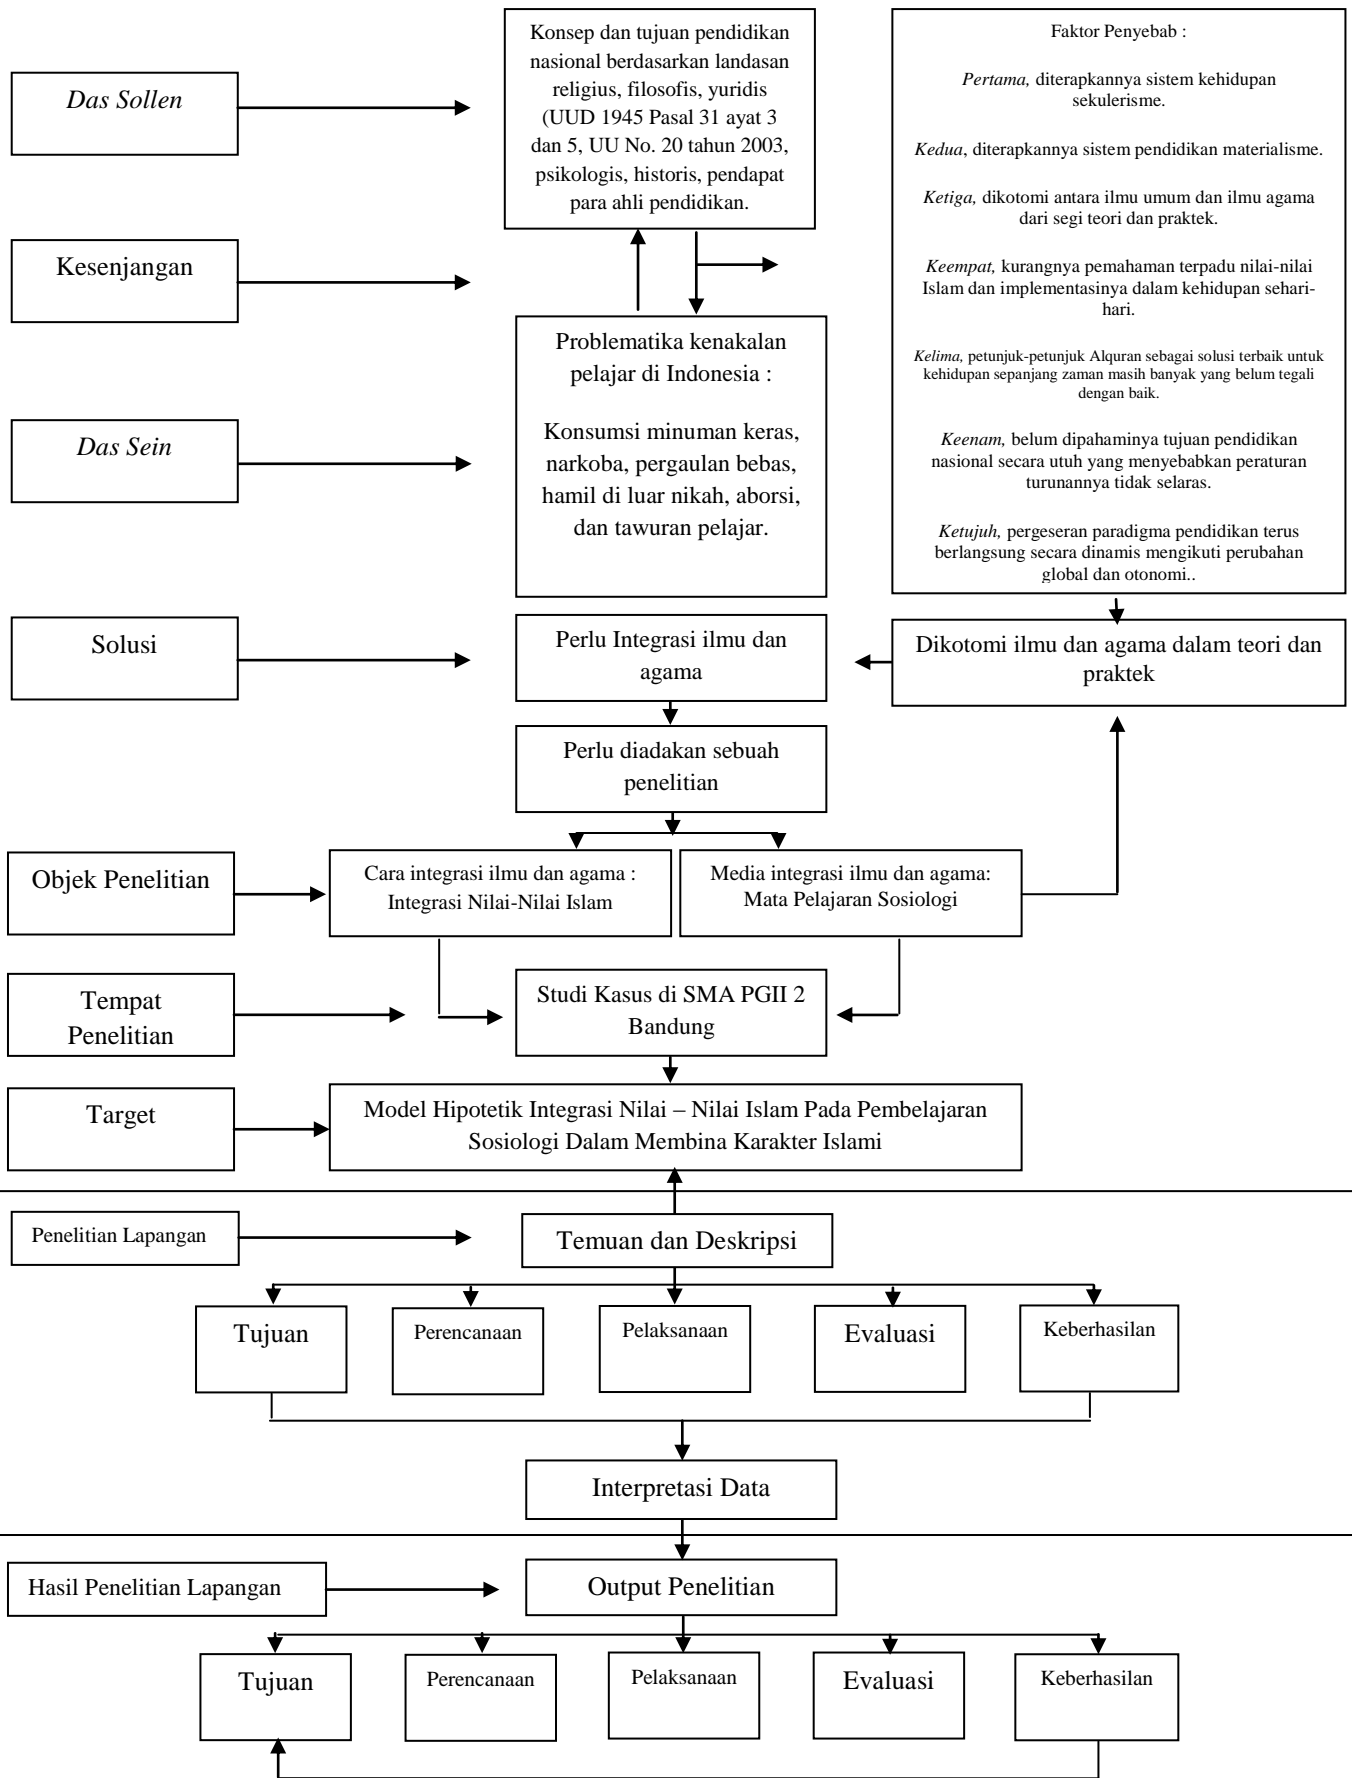 Das Sollen
Konsep dan tujuan pendidikan
nasional berdasarkan landasan
religius, filosofis, yuridis
(UUD 1945 Pasal 31 ayat 3
dan 5, UU No. 20 tahun 2003,
psikologis, historis, pendapat
para ahli pendidikan.
Faktor Penyebab :
Pertama, diterapkannya sistem kehidupan
sekulerisme.
Kedua, diterapkannya sistem pendidikan materialisme.
Ketiga, dikotomi antara ilmu umum dan ilmu agama
dari segi teori dan praktek.
Keempat, kurangnya pemahaman terpadu nilai-nilai
Islam dan implementasinya dalam kehidupan sehari-
hari.
Kelima, petunjuk-petunjuk Alquran sebagai solusi terbaik untuk
kehidupan sepanjang zaman masih banyak yang belum tegali
dengan baik.
Keenam, belum dipahaminya tujuan pendidikan
nasional secara utuh yang menyebabkan peraturan
turunannya tidak selaras.
Ketujuh, pergeseran paradigma pendidikan terus
berlangsung secara dinamis mengikuti perubahan
global dan otonomi..
Kesenjangan
Problematika kenakalan
pelajar di Indonesia :
Konsumsi minuman keras,
narkoba, pergaulan bebas,
hamil di luar nikah, aborsi,
dan tawuran pelajar.
Das Sein
Solusi
Perlu Integrasi ilmu dan
agama
Dikotomi ilmu dan agama dalam teori dan
praktek
Perlu diadakan sebuah
penelitian
Objek Penelitian
Cara integrasi ilmu dan agama :
Integrasi Nilai-Nilai Islam
Media integrasi ilmu dan agama:
Mata Pelajaran Sosiologi
Tempat
Penelitian
Studi Kasus di SMA PGII 2
Bandung
Target
Model Hipotetik Integrasi Nilai – Nilai Islam Pada Pembelajaran
Sosiologi Dalam Membina Karakter Islami
Penelitian Lapangan
Temuan dan Deskripsi
Tujuan
Perencanaan
Pelaksanaan
Evaluasi
Keberhasilan
Interpretasi Data
Hasil Penelitian Lapangan
Output Penelitian
Tujuan
Perencanaan
Pelaksanaan
Evaluasi
Keberhasilan